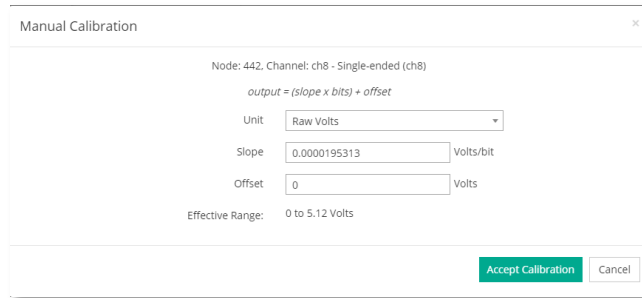 Manual Calibration ×
Node: 442, Channel: ch8 - Single-ended (ch8)
output = (slope x bits) + offset
Unit Raw Volts
Slope 0.0000195313 Volts/bit
Offset 0 Volts
Effective Range: 0 to 5.12 Volts
Accept Calibration Cancel